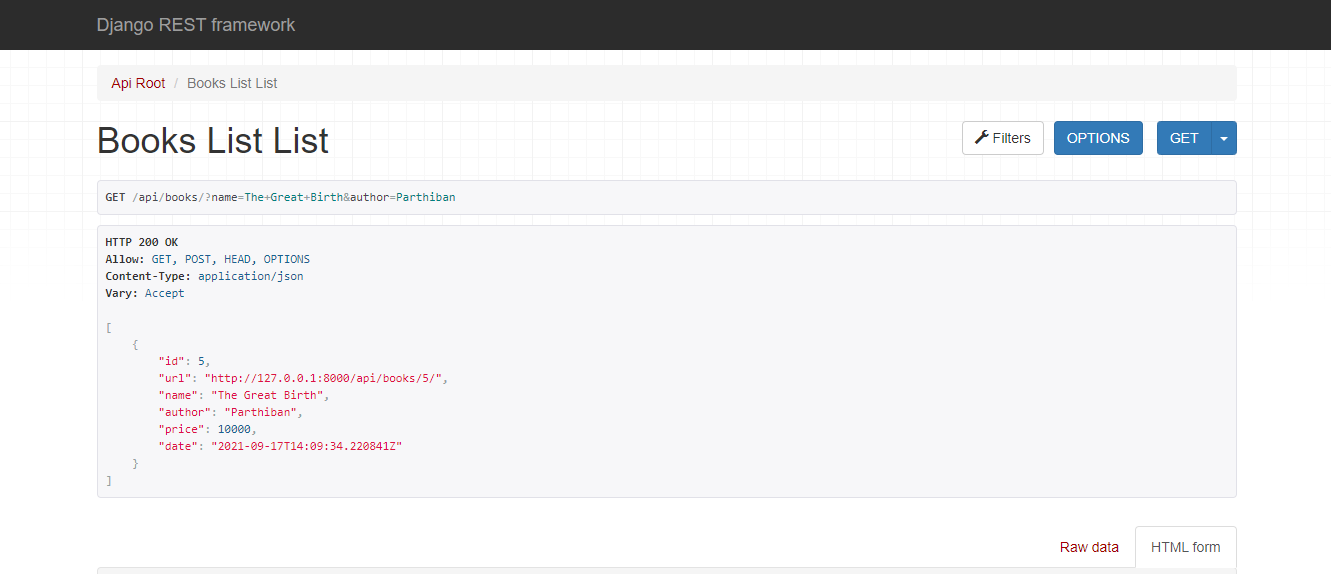 Django REST framework
Api Root / Books List List
Books List List
Filters OPTIONS GET
GET /api/books/?name=The+Great+Birth&author=Parthiban
HTTP 200 OK
Allow: GET, POST, HEAD, OPTIONS
Content-Type: application/json
Vary: Accept
[
    {
        "id": 5,
        "url": "http://127.0.0.1:8000/api/books/5/",
        "name": "The Great Birth",
        "author": "Parthiban",
        "price": 10000,
        "date": "2021-09-17T14:09:34.220841Z"
    }
]
Raw data HTML form